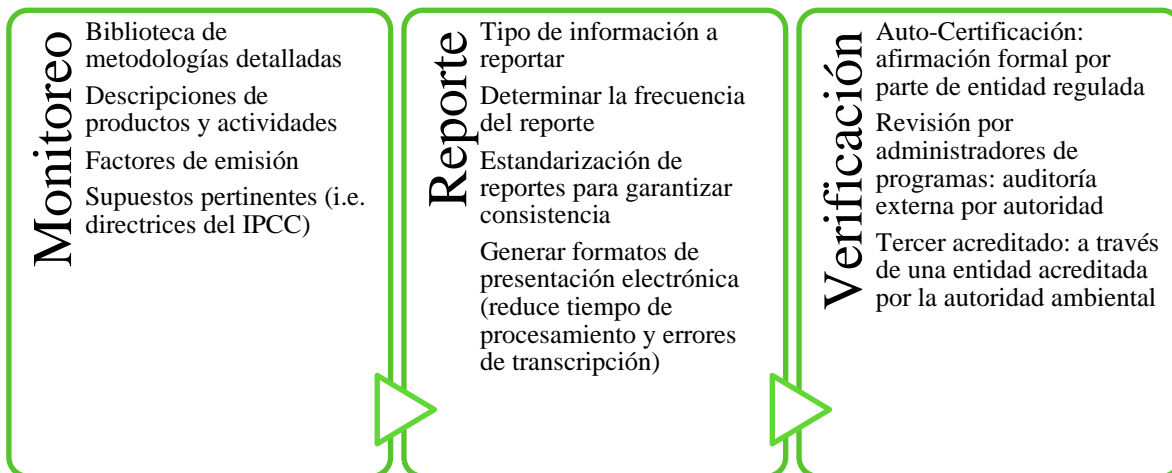 Monitoreo
Biblioteca de
metodologías detalladas
Descripciones de
productos y actividades
Factores de emisión
Supuestos pertinentes (i.e.
directrices del IPCC)
Reporte
Tipo de información a
reportar
Determinar la frecuencia
del reporte
Estandarización de
reportes para garantizar
consistencia
Generar formatos de
presentación electrónica
(reduce tiempo de
procesamiento y errores
de transcripción)
Verificación
Auto-Certificación:
afirmación formal por
parte de entidad regulada
Revisión por
administradores de
programas: auditoría
externa por autoridad
Tercer acreditado: a través
de una entidad acreditada
por la autoridad ambiental